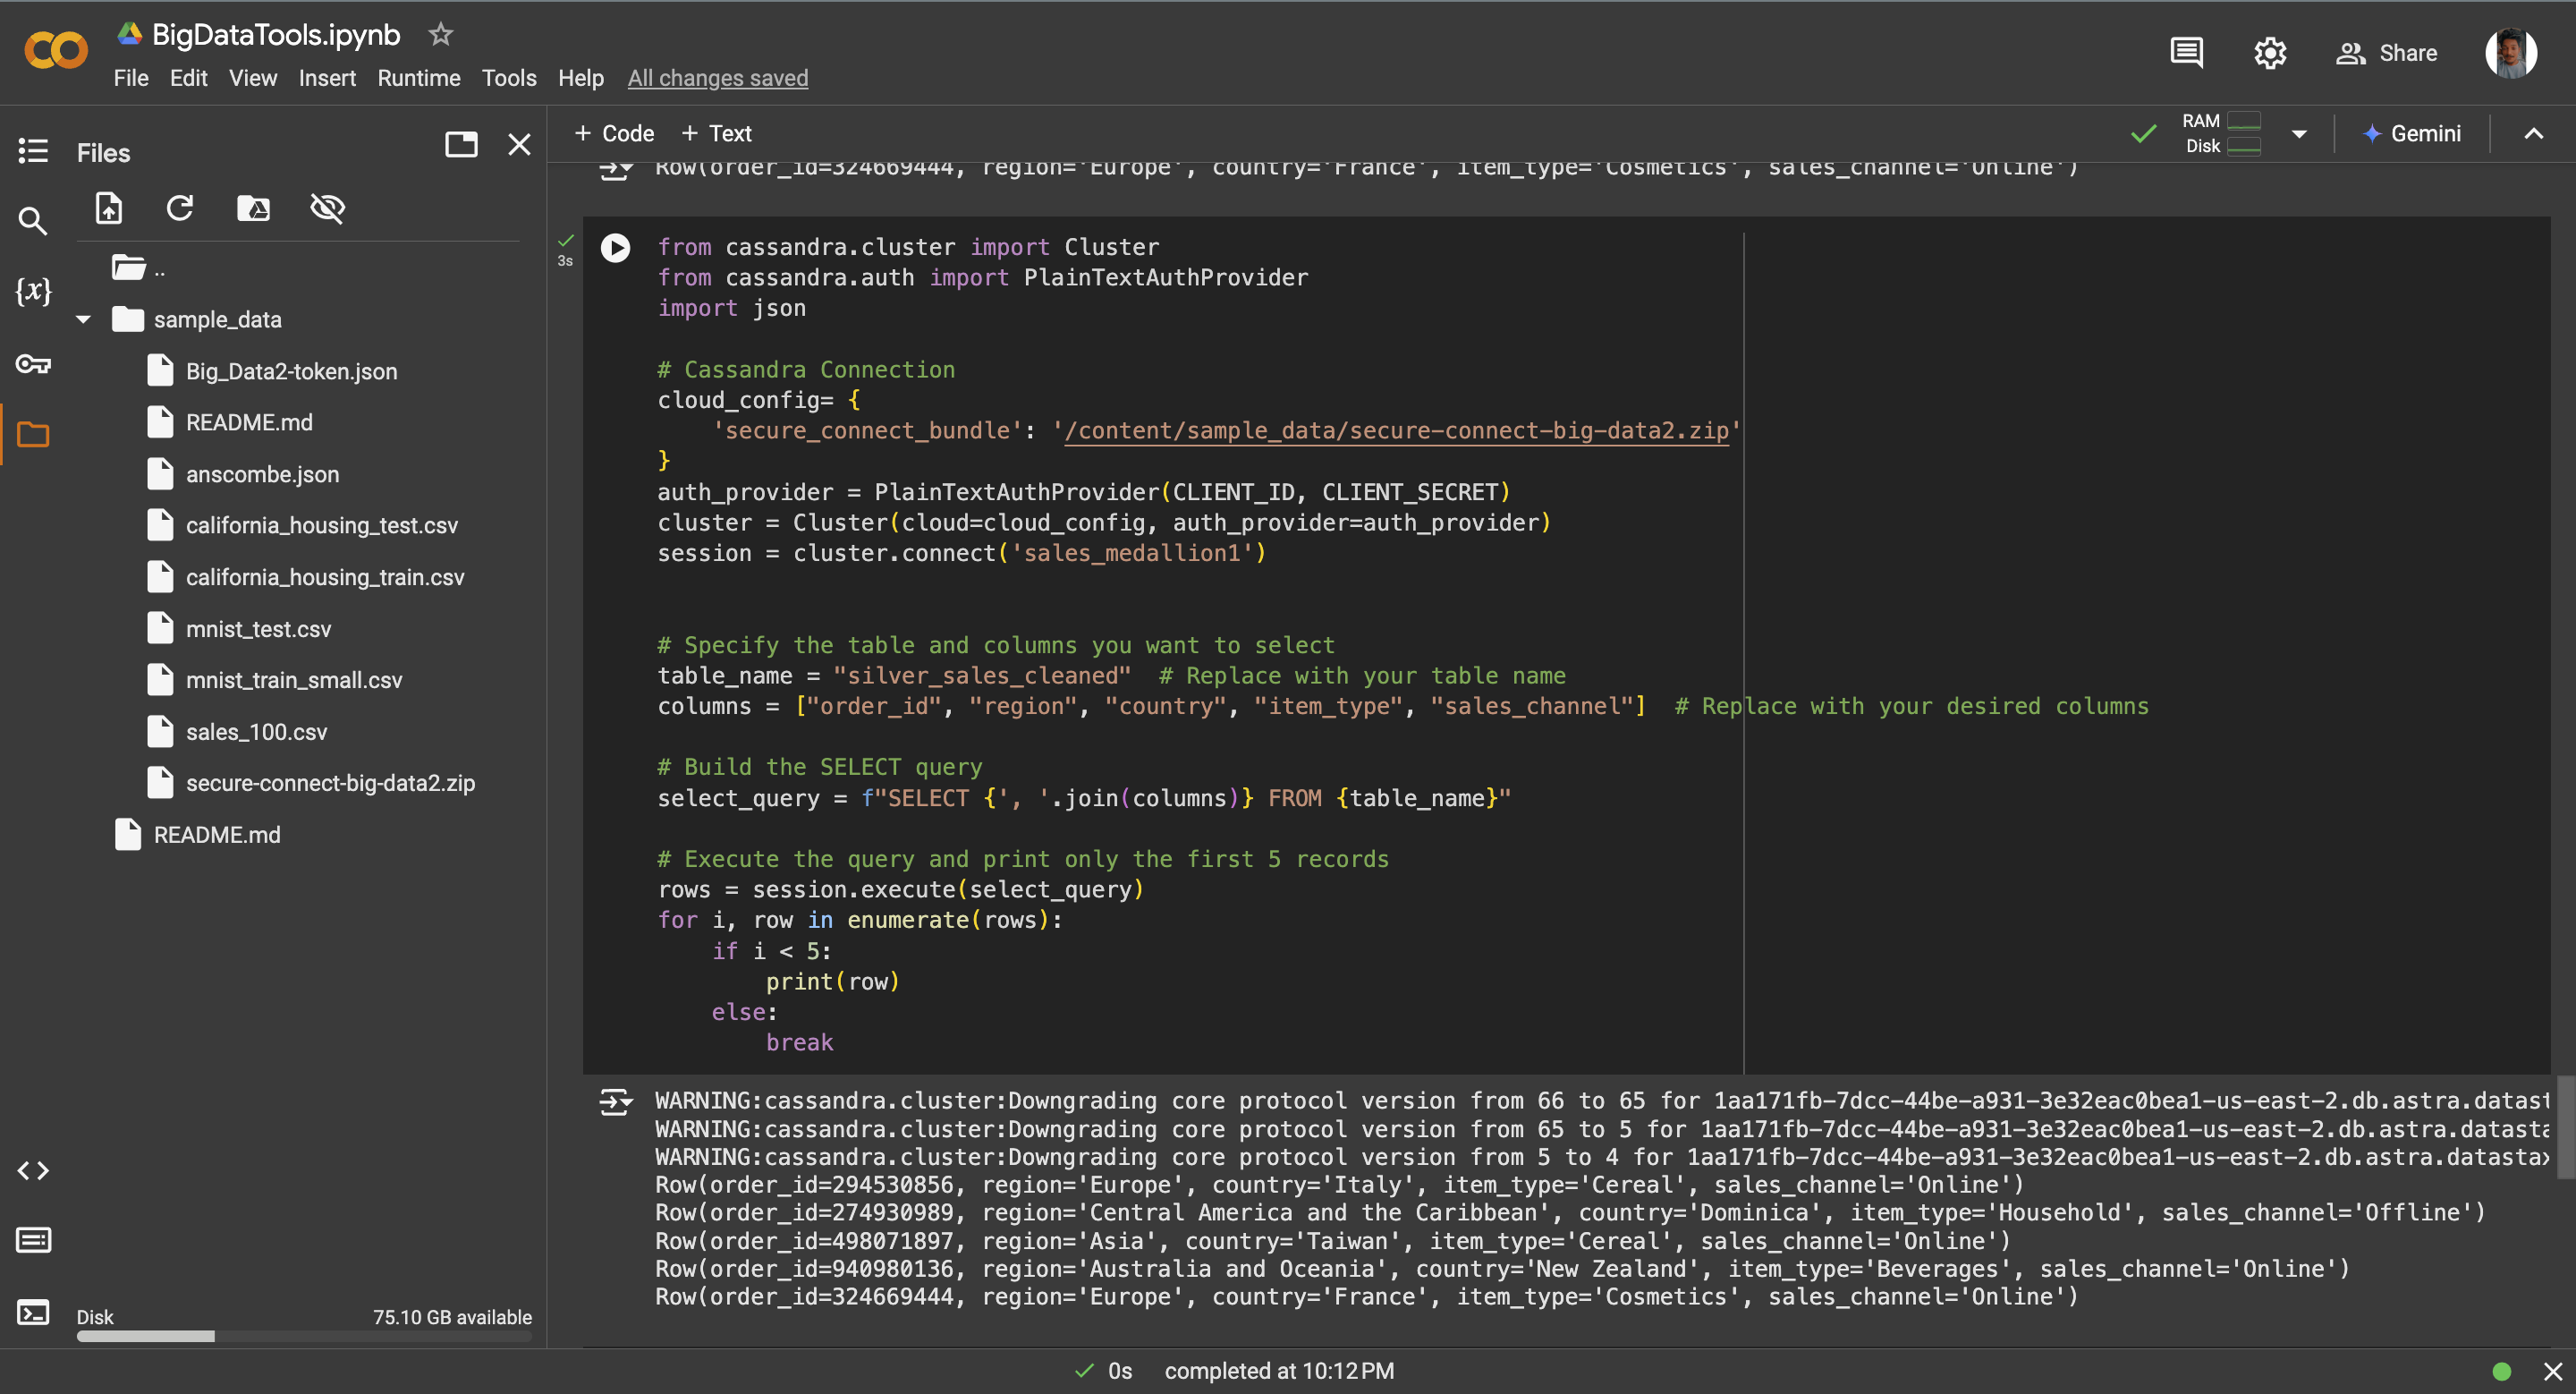 BigDataTools.ipynb
File Edit View Insert Runtime Tools Help All changes saved
Share
Files
+ Code + Text
RAM
Disk
Gemini
..
sample_data
Big_Data2-token.json
README.md
anscombe.json
california_housing_test.csv
california_housing_train.csv
mnist_test.csv
mnist_train_small.csv
sales_100.csv
secure-connect-big-data2.zip
README.md
Disk 75.10 GB available
Row(order_id=324669444, region='Europe', country='France', item_type='Cosmetics', sales_channel='Online')
3s
from cassandra.cluster import Cluster
from cassandra.auth import PlainTextAuthProvider
import json
# Cassandra Connection
cloud_config= {
    'secure_connect_bundle': '/content/sample_data/secure-connect-big-data2.zip'
}
auth_provider = PlainTextAuthProvider(CLIENT_ID, CLIENT_SECRET)
cluster = Cluster(cloud=cloud_config, auth_provider=auth_provider)
session = cluster.connect('sales_medallion1')
# Specify the table and columns you want to select
table_name = "silver_sales_cleaned"  # Replace with your table name
columns = ["order_id", "region", "country", "item_type", "sales_channel"]  # Replace with your desired columns
# Build the SELECT query
select_query = f"SELECT {', '.join(columns)} FROM {table_name}"
# Execute the query and print only the first 5 records
rows = session.execute(select_query)
for i, row in enumerate(rows):
    if i < 5:
        print(row)
    else:
        break
WARNING:cassandra.cluster:Downgrading core protocol version from 66 to 65 for 1aa171fb-7dcc-44be-a931-3e32eac0bea1-us-east-2.db.astra.datast
WARNING:cassandra.cluster:Downgrading core protocol version from 65 to 5 for 1aa171fb-7dcc-44be-a931-3e32eac0bea1-us-east-2.db.astra.datasta
WARNING:cassandra.cluster:Downgrading core protocol version from 5 to 4 for 1aa171fb-7dcc-44be-a931-3e32eac0bea1-us-east-2.db.astra.datastax
Row(order_id=294530856, region='Europe', country='Italy', item_type='Cereal', sales_channel='Online')
Row(order_id=274930989, region='Central America and the Caribbean', country='Dominica', item_type='Household', sales_channel='Offline')
Row(order_id=498071897, region='Asia', country='Taiwan', item_type='Cereal', sales_channel='Online')
Row(order_id=940980136, region='Australia and Oceania', country='New Zealand', item_type='Beverages', sales_channel='Online')
Row(order_id=324669444, region='Europe', country='France', item_type='Cosmetics', sales_channel='Online')
0s completed at 10:12 PM